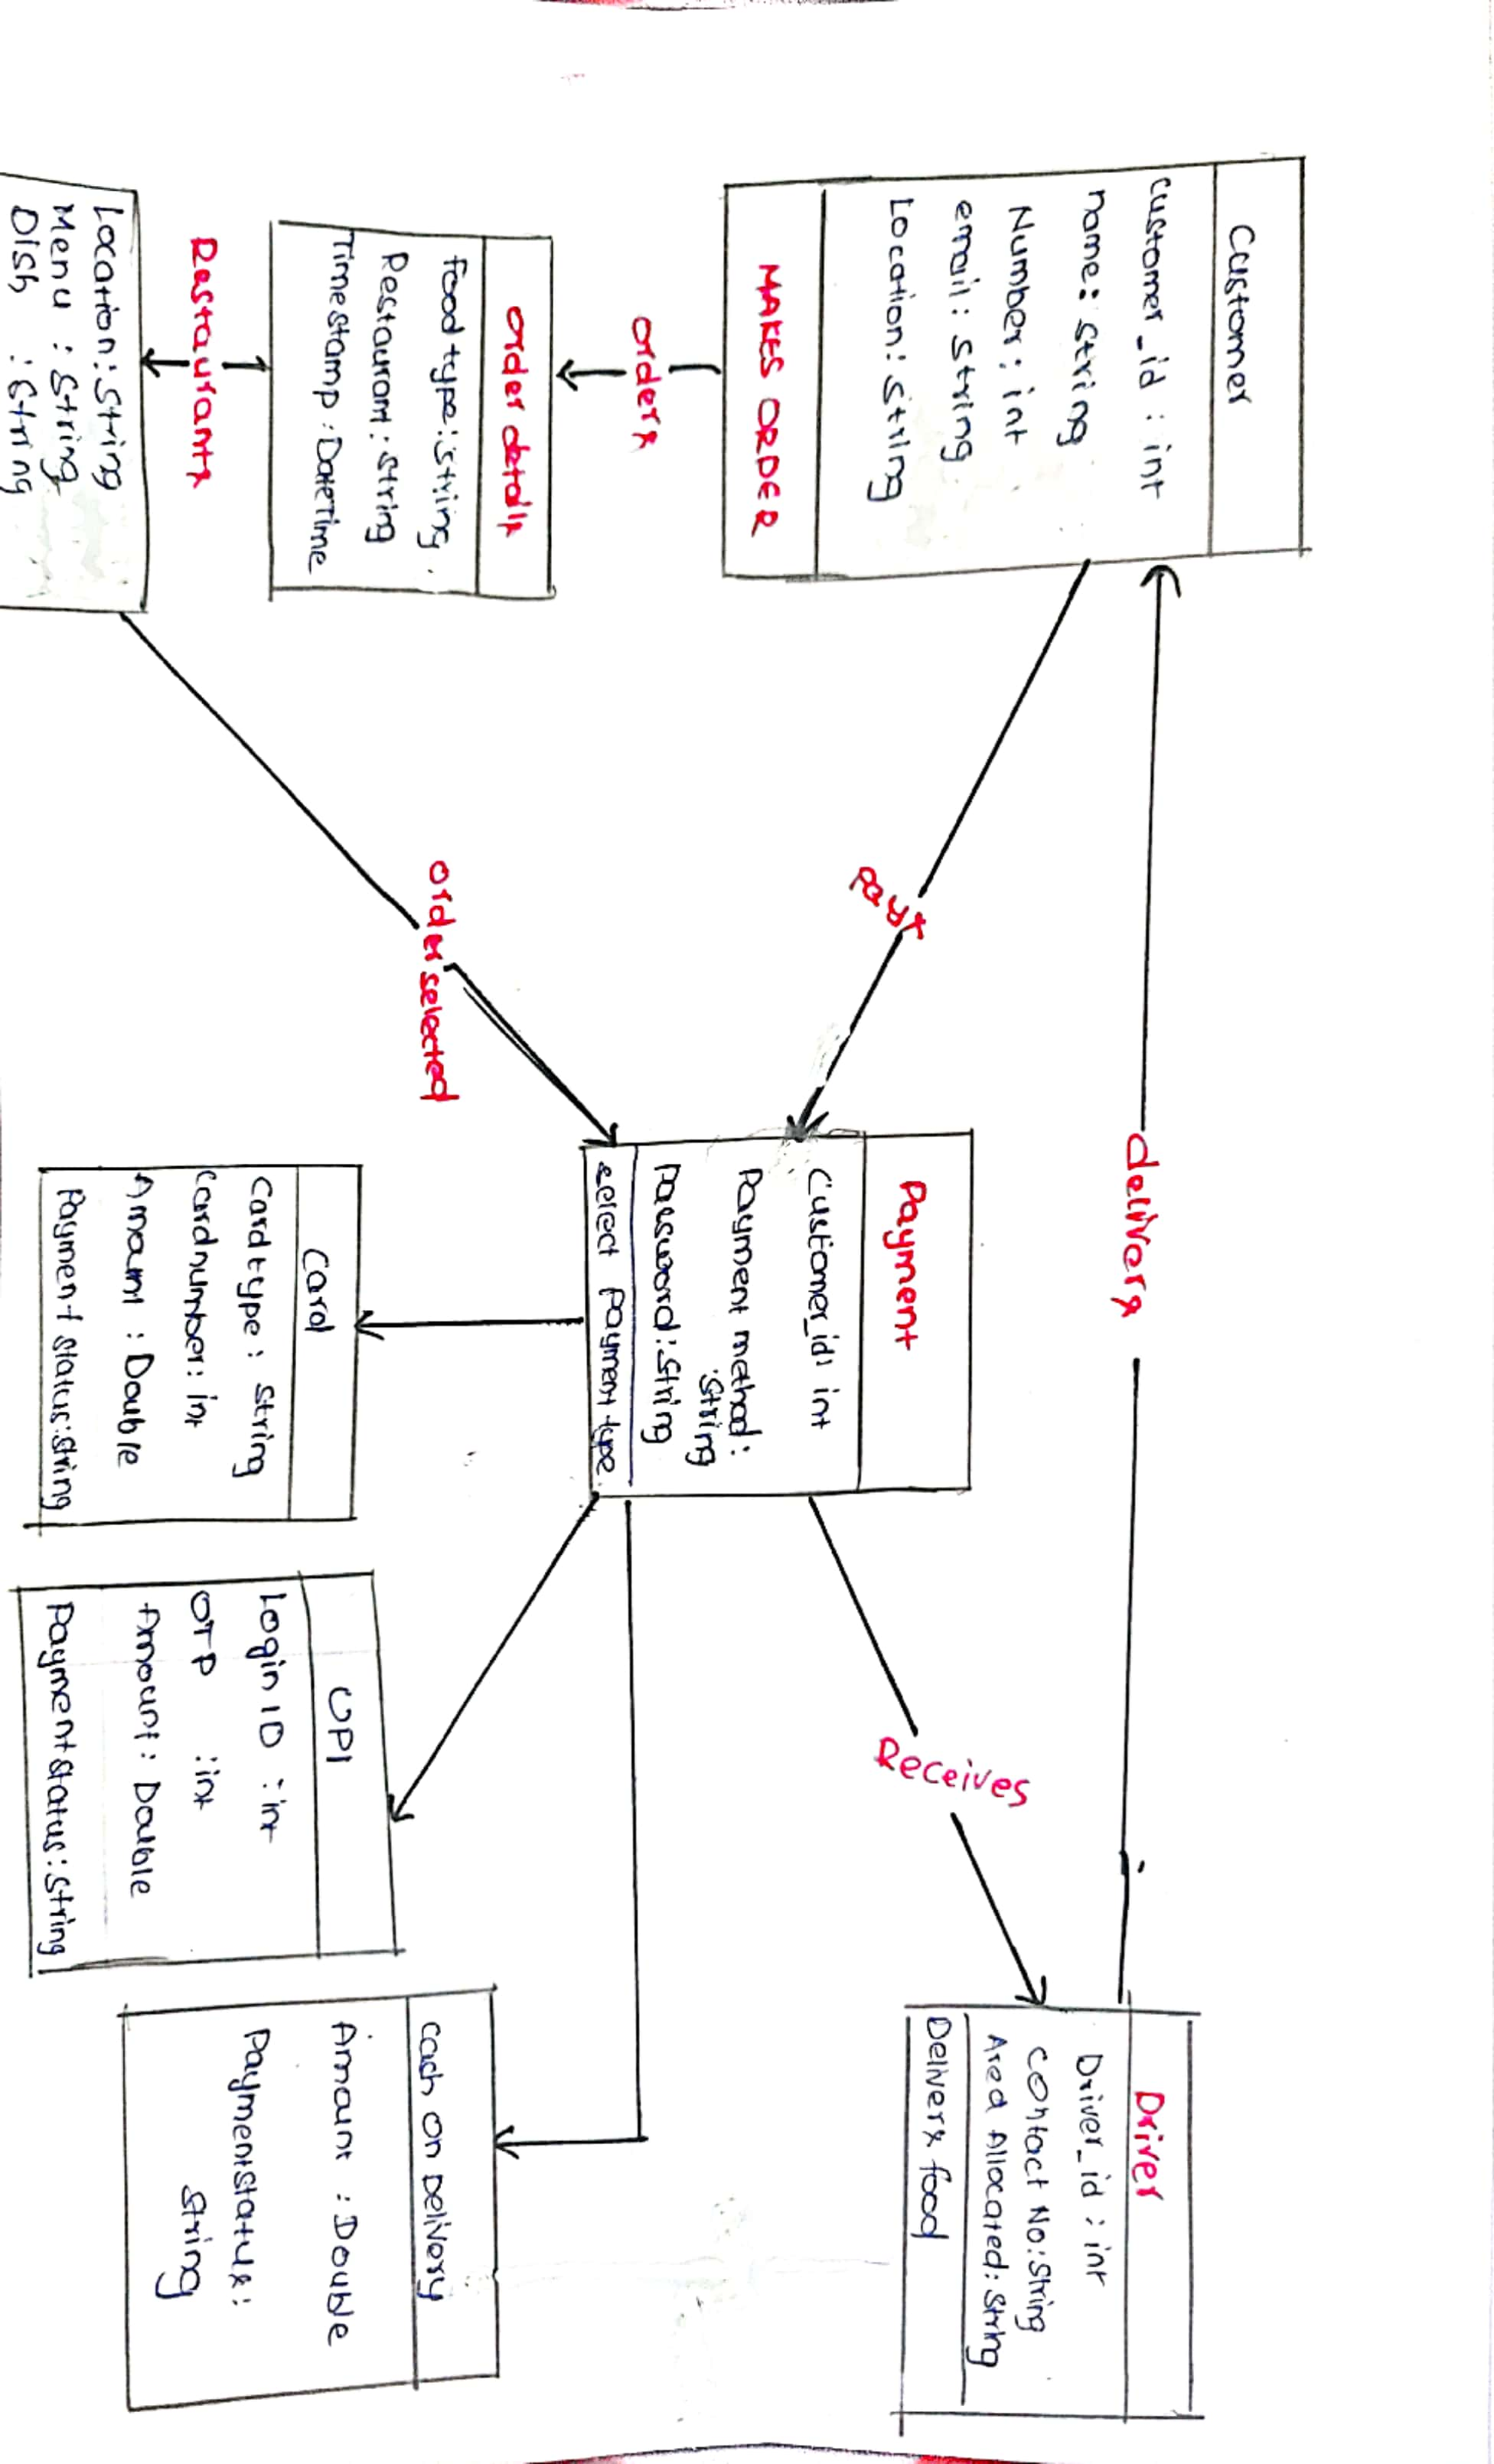 Customer
customer_id : int
name : string
Number : int
email : string
Location : string
MAKES ORDER
orders
order details
food type : string
Restaurant : string
Timestamp : DateTime
Restaurants
Location : String
Menu : String
Dish : String
delivers
pays
order selected
Payment
Customer_id : int
Payment method :
: String
password : String
select payment type
Receives
Driver
Driver_id : int
contact No : String
Area Allocated : String
Delivers food
Card
Card type : string
cardnumber : int
Amount : Double
Payment status : string
UPI
Login ID : int
OTP : int
Amount : Double
Payment status : String
cash on Delivery
Amount : Double
Payment status :
string